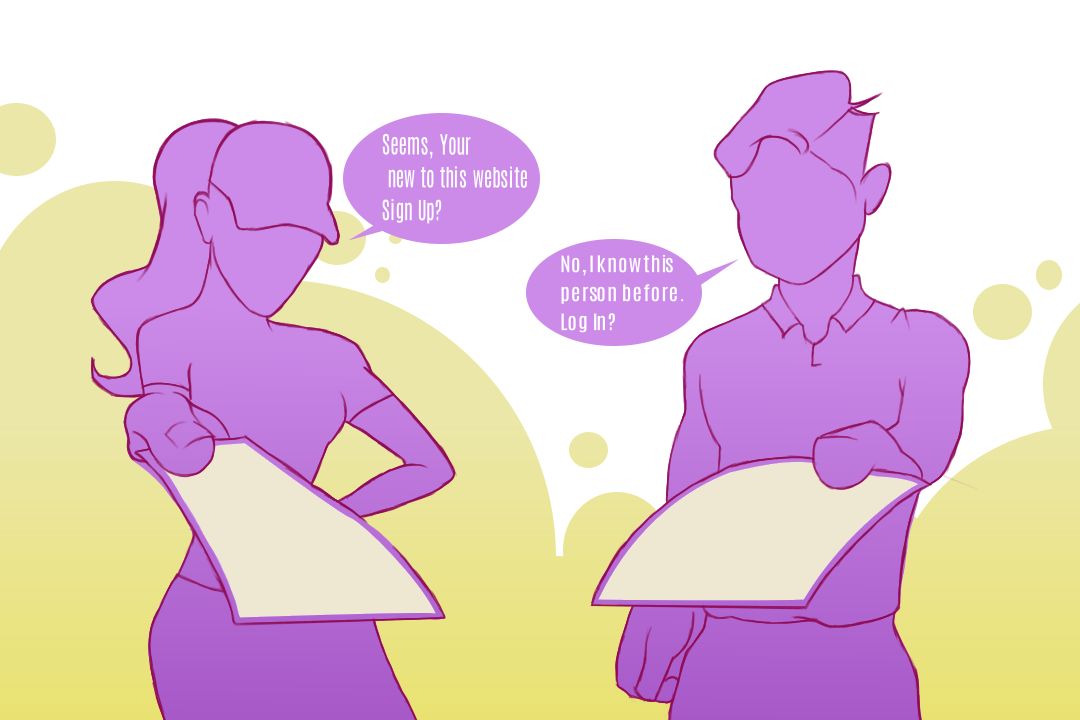 Seems, Your
new to this website
Sign Up?
No, I know this
person before.
Log In?